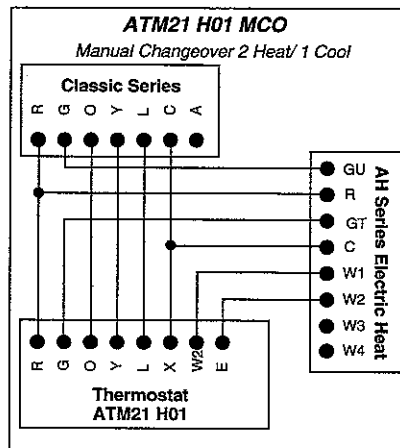 ATM21 H01 MCO
Manual Changeover 2 Heat/ 1 Cool
Classic Series
R G O Y L C A
GU
R
GT
C
W1
W2
W3
W4
AH Series Electric Heat
R G O Y L X W2 E
Thermostat
ATM21 H01